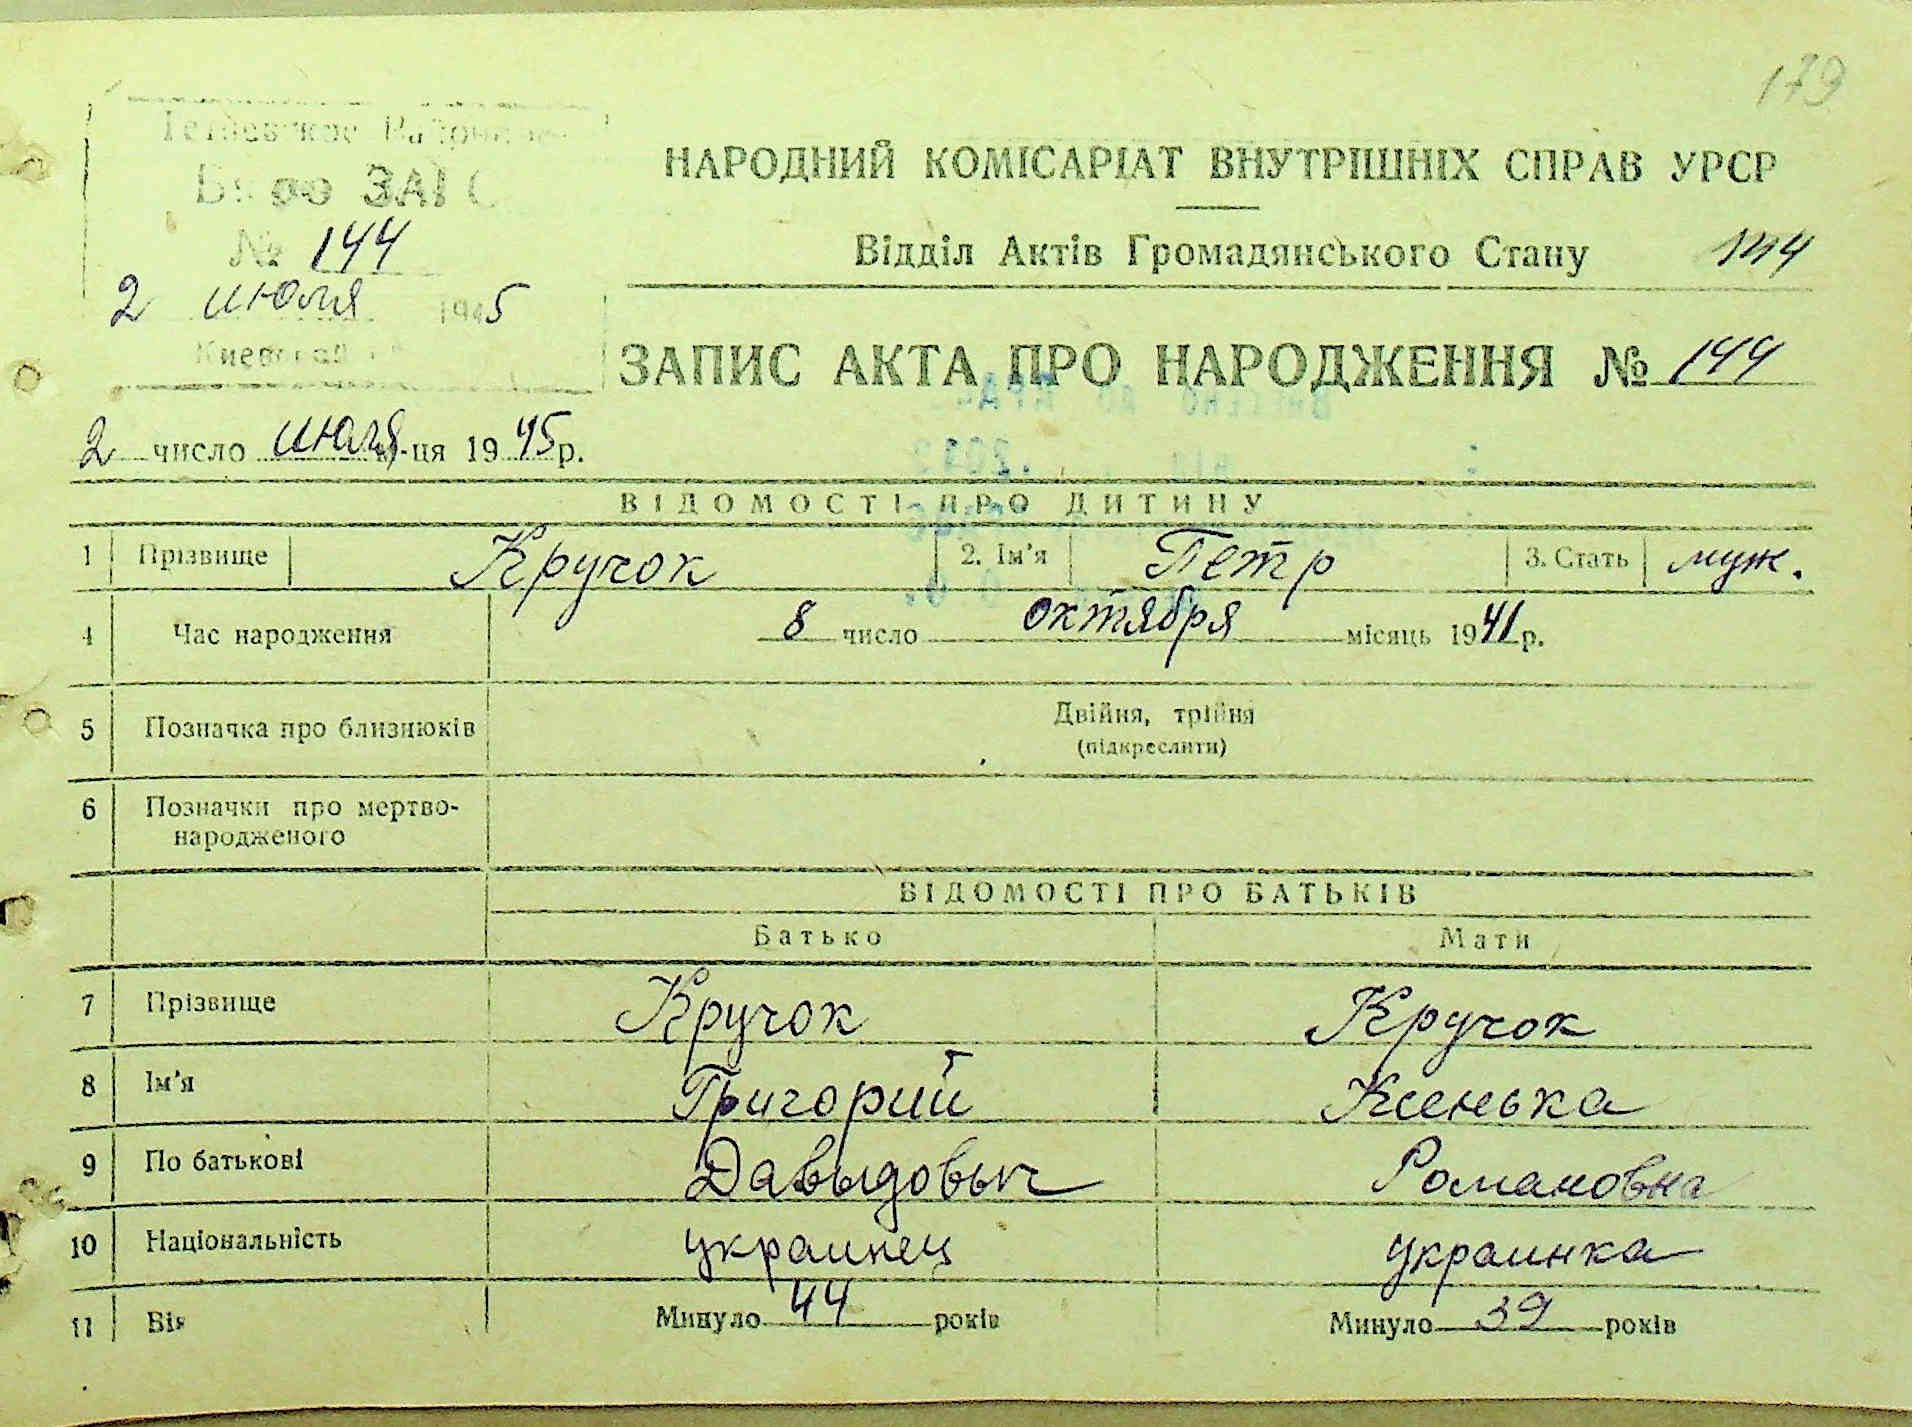 179
Бюро ЗАГС
№ 144
2 июля 1945
НАРОДНИЙ КОМІСАРІАТ ВНУТРІШНІХ СПРАВ УРСР
Відділ Актів Громадянського Стану 144
ЗАПИС АКТА ПРО НАРОДЖЕННЯ № 144
2 число июля м-ця 1945 р.
ВІДОМОСТІ ПРО ДИТИНУ
1 Прізвище Кручок 2. Ім'я Петр 3. Стать муж.
4 Час народження 8 число октября місяць 1941 р.
5 Позначка про близнюків Двійня, трійня
(підкреслити)
6 Позначки про мертво-
народженого
ВІДОМОСТІ ПРО БАТЬКІВ
Батько Мати
7 Прізвище Кручок Кручок
8 Ім'я Григорий Ксенька
9 По батькові Давыдовыч Романовна
10 Національність украинец украинка
11 Вік Минуло 44 років Минуло 39 років